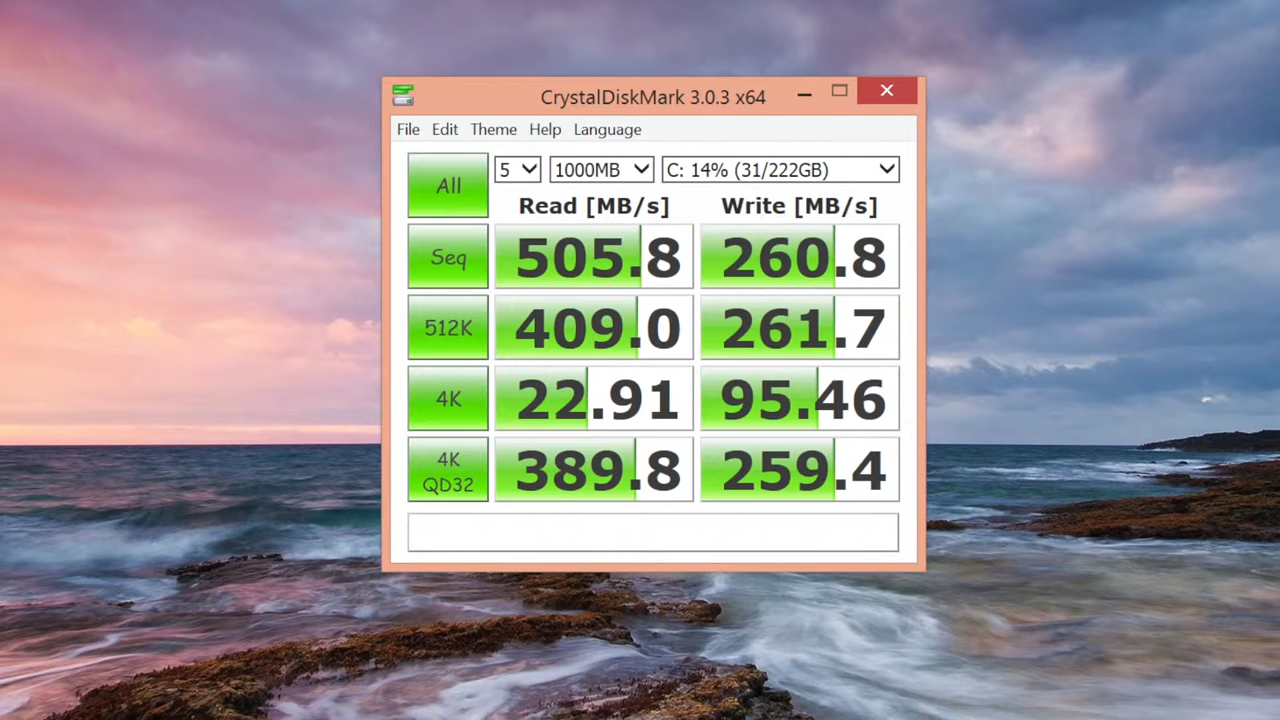 CrystalDiskMark 3.0.3 x64
File Edit Theme Help Language
All 5 1000MB C: 14% (31/222GB)
Read [MB/s] Write [MB/s]
Seq 505.8 260.8
512K 409.0 261.7
4K 22.91 95.46
4K
QD32 389.8 259.4